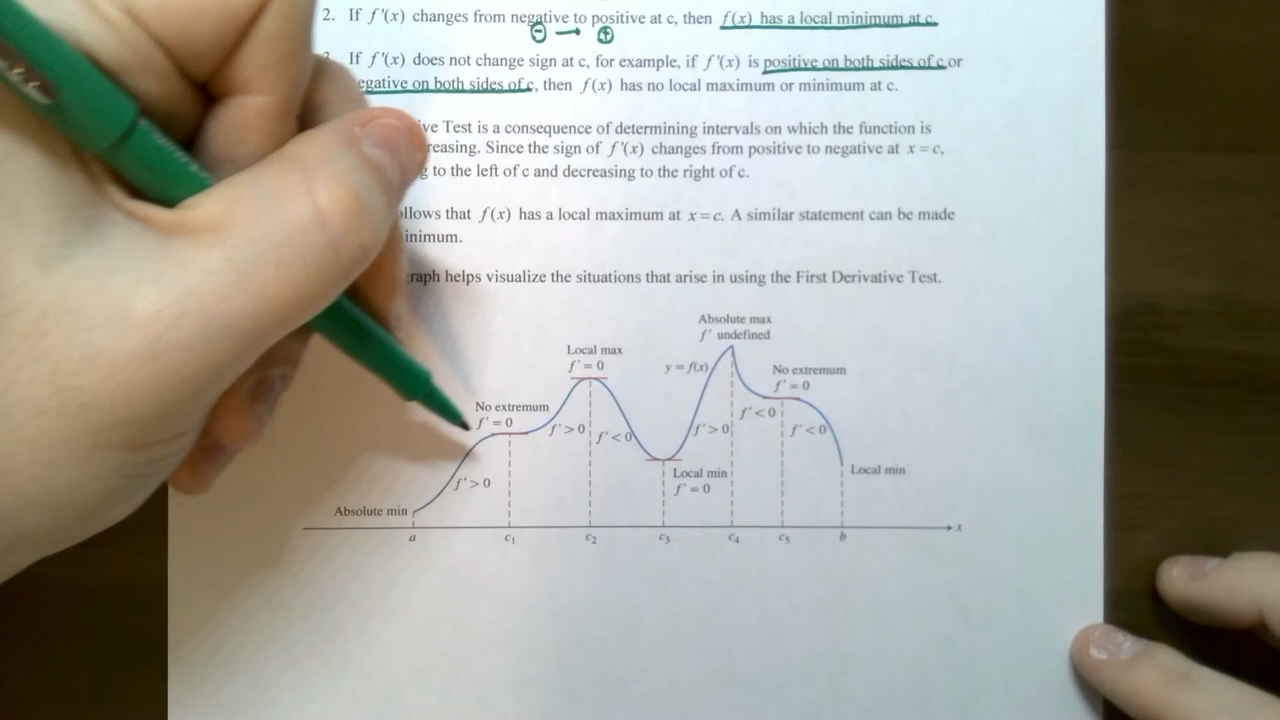 2. If f'(x) changes from negative to positive at c, then f(x) has a local minimum at c.
⊖ → ⊕
If f'(x) does not change sign at c, for example, if f'(x) is positive on both sides of c or
egative on both sides of c, then f(x) has no local maximum or minimum at c.
ve Test is a consequence of determining intervals on which the function is
reasing. Since the sign of f'(x) changes from positive to negative at x = c,
g to the left of c and decreasing to the right of c.
llows that f(x) has a local maximum at x = c. A similar statement can be made
inimum.
raph helps visualize the situations that arise in using the First Derivative Test.
Absolute max
f' undefined
Local max
f' = 0
y = f(x)
No extremum
f' = 0
No extremum
f' = 0
f' > 0
f' < 0
f' > 0
f' < 0
f' < 0
f' > 0
Local min
f' = 0
Local min
Absolute min
a c₁ c₂ c₃ c₄ c₅ b x